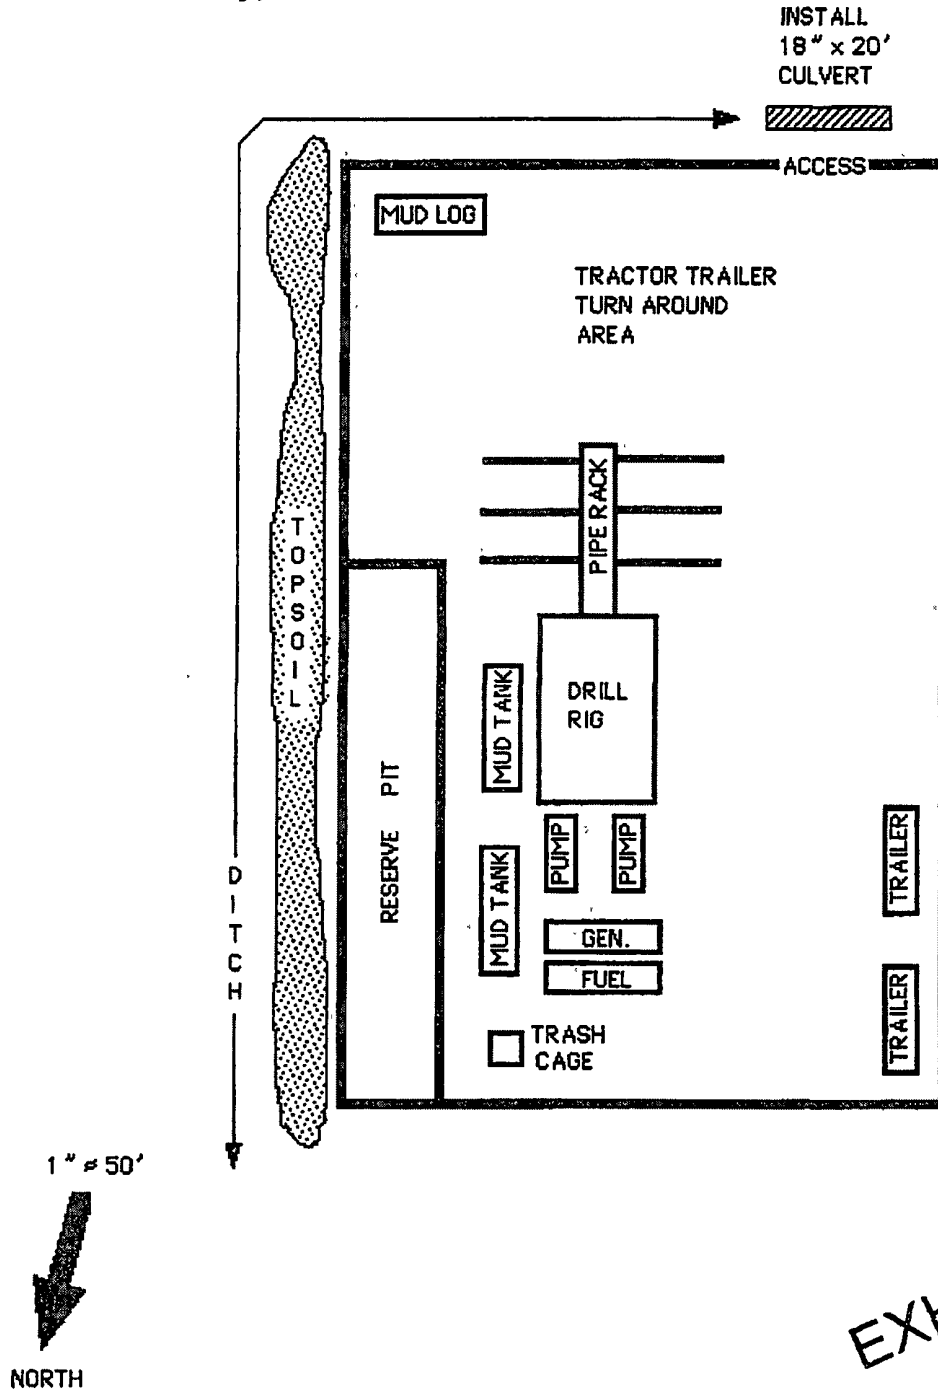 INSTALL
18" x 20'
CULVERT
ACCESS
MUD LOG
TRACTOR TRAILER
TURN AROUND
AREA
PIPE RACK
TOPSOIL
DRILL
RIG
MUD TANK
RESERVE PIT
PUMP
PUMP
TRAILER
MUD TANK
DITCH
GEN.
FUEL
TRAILER
TRASH
CAGE
1" ≈ 50'
NORTH